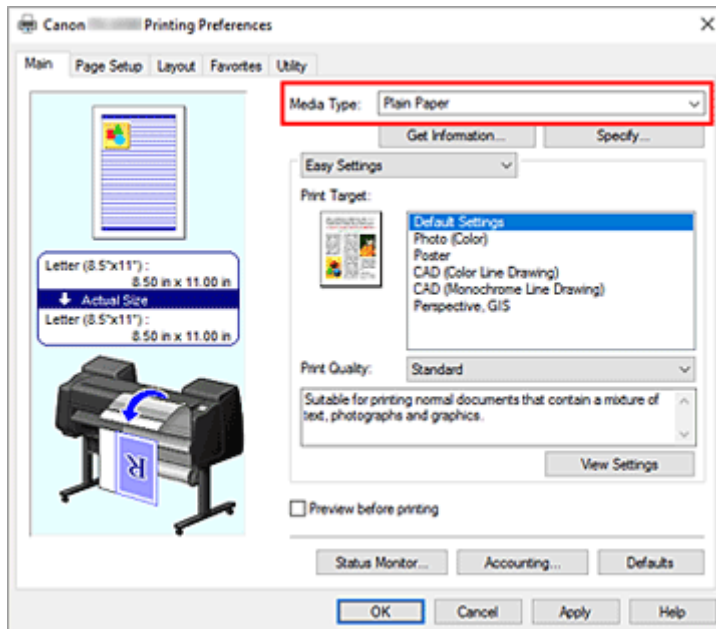 Canon Printing Preferences
Main Page Setup Layout Favorites Utility
Media Type: Plain Paper
Get Information... Specify...
Easy Settings
Print Target:
Default Settings
Photo (Color)
Poster
CAD (Color Line Drawing)
CAD (Monochrome Line Drawing)
Perspective, GIS
Letter (8.5"x11") :
8.50 in x 11.00 in
Actual Size
Letter (8.5"x11") :
8.50 in x 11.00 in
R
Print Quality: Standard
Suitable for printing normal documents that contain a mixture of
text, photographs and graphics.
View Settings
Preview before printing
Status Monitor... Accounting... Defaults
OK Cancel Apply Help